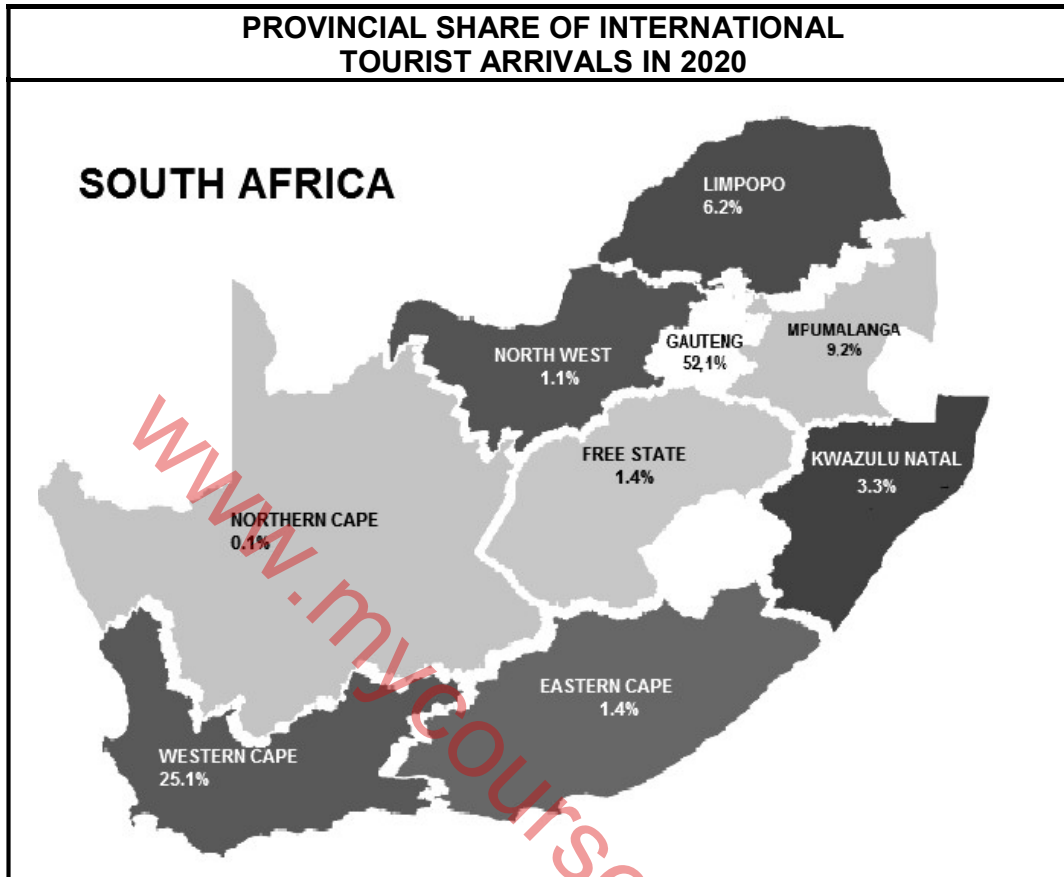 PROVINCIAL SHARE OF INTERNATIONAL
TOURIST ARRIVALS IN 2020
SOUTH AFRICA
LIMPOPO
6.2%
MPUMALANGA
9.2%
GAUTENG
52,1%
NORTH WEST
1.1%
FREE STATE
1.4%
KWAZULU NATAL
3.3%
NORTHERN CAPE
0.1%
EASTERN CAPE
1.4%
WESTERN CAPE
25.1%